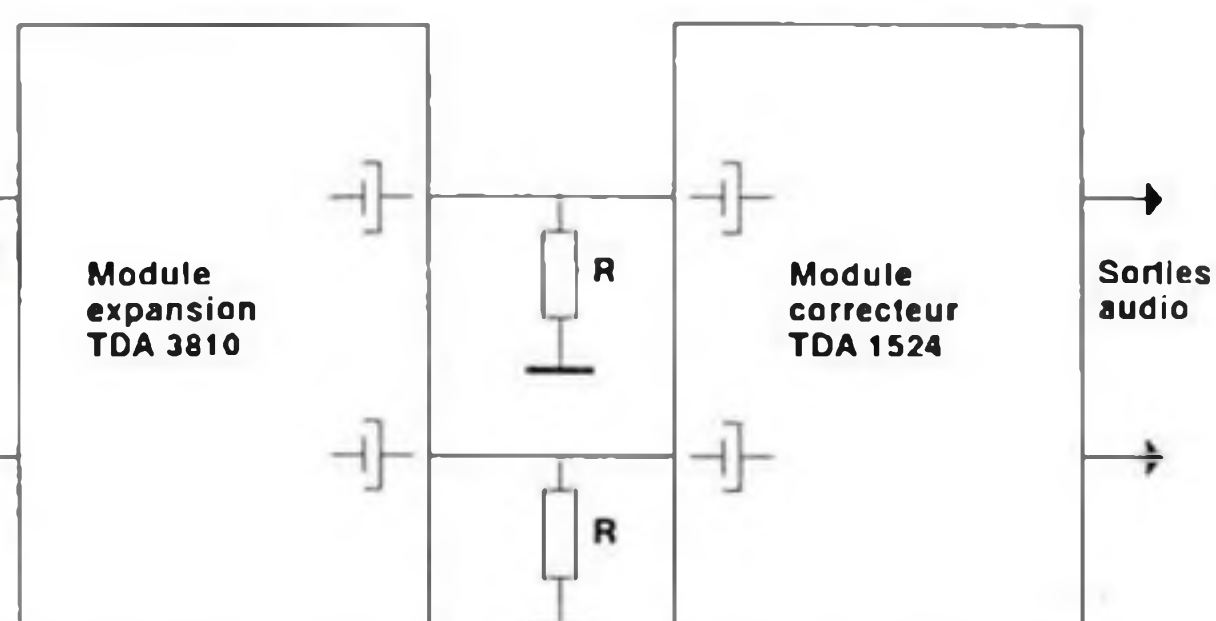 Module
expansion
TDA 3810
R
Module
correcteur
TDA 1524
Sorties
audio
R